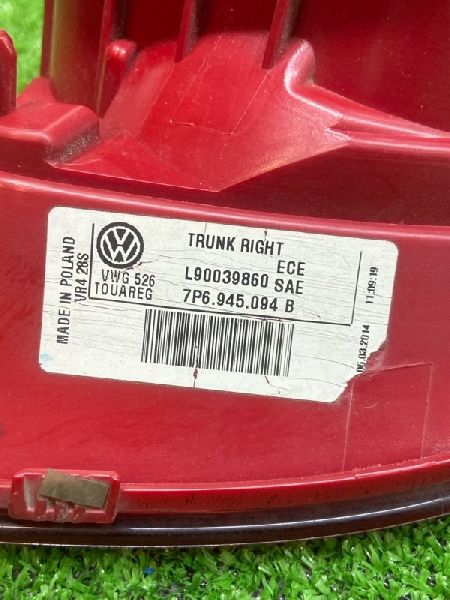 MADE IN POLAND
VR4 28S
VWG 526
TOUAREG
TRUNK RIGHT
ECE
L90039860 SAE
7P6.945.094 B
05.03.2014 11:09:19